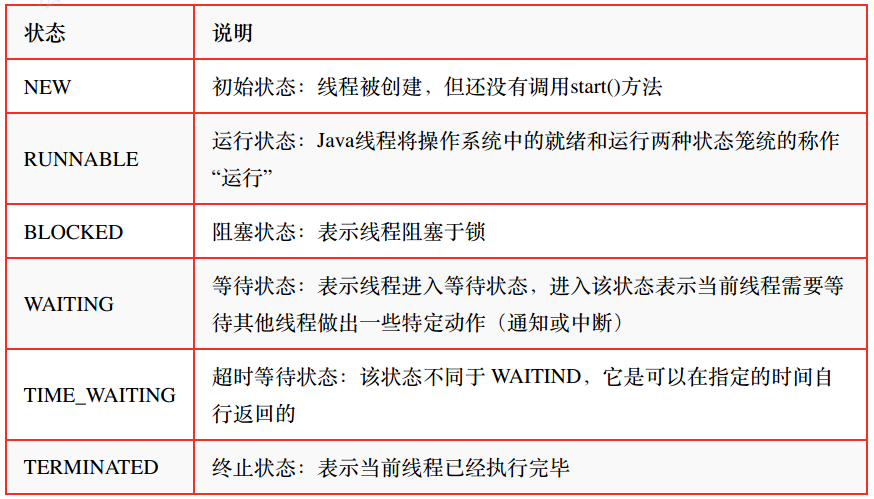 状态 说明
NEW 初始状态：线程被创建，但还没有调用start()方法
运行状态：Java线程将操作系统中的就绪和运行两种状态笼统的称作
RUNNABLE
“运行”
BLOCKED 阻塞状态：表示线程阻塞于锁
等待状态：表示线程进入等待状态，进入该状态表示当前线程需要等
WAITING
待其他线程做出一些特定动作（通知或中断）
超时等待状态：该状态不同于 WAITIND，它是可以在指定的时间自
TIME_WAITING
行返回的
TERMINATED 终止状态：表示当前线程已经执行完毕